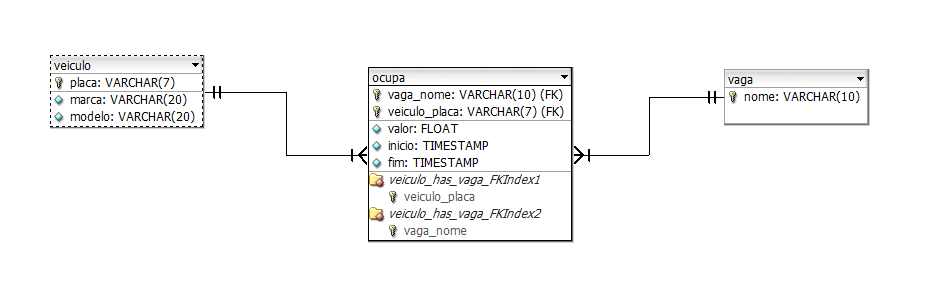 veiculo
placa: VARCHAR(7)
marca: VARCHAR(20)
modelo: VARCHAR(20)
ocupa
vaga_nome: VARCHAR(10) (FK)
veiculo_placa: VARCHAR(7) (FK)
valor: FLOAT
inicio: TIMESTAMP
fim: TIMESTAMP
veiculo_has_vaga_FKIndex1
veiculo_placa
veiculo_has_vaga_FKIndex2
vaga_nome
vaga
nome: VARCHAR(10)